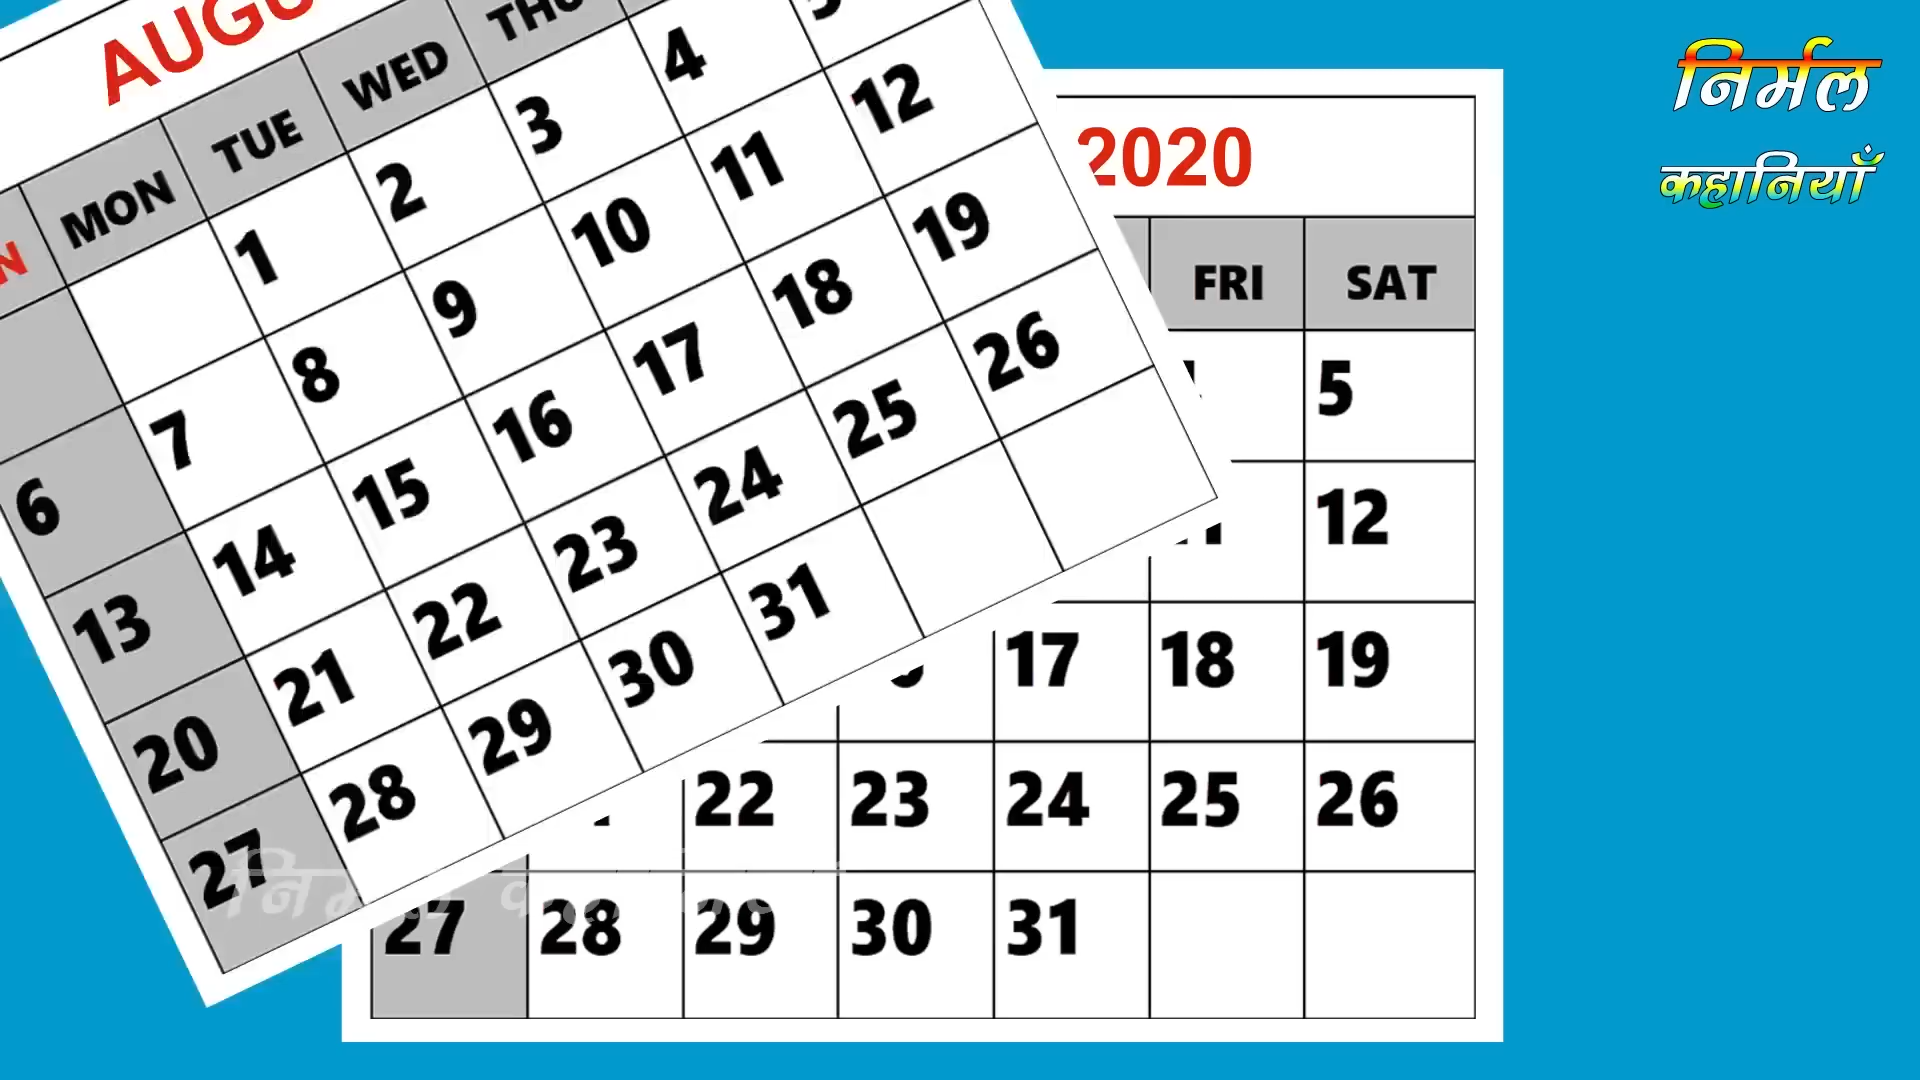 AUGU
MON TUE WED THU
1 2 3 4 5
6 7 8 9 10 11 12
13 14 15 16 17 18 19
20 21 22 23 24 25 26
27 28 29 30 31
2020
FRI SAT
5
12
17 18 19
22 23 24 25 26
27 28 29 30 31
निर्मल
कहानियाँ